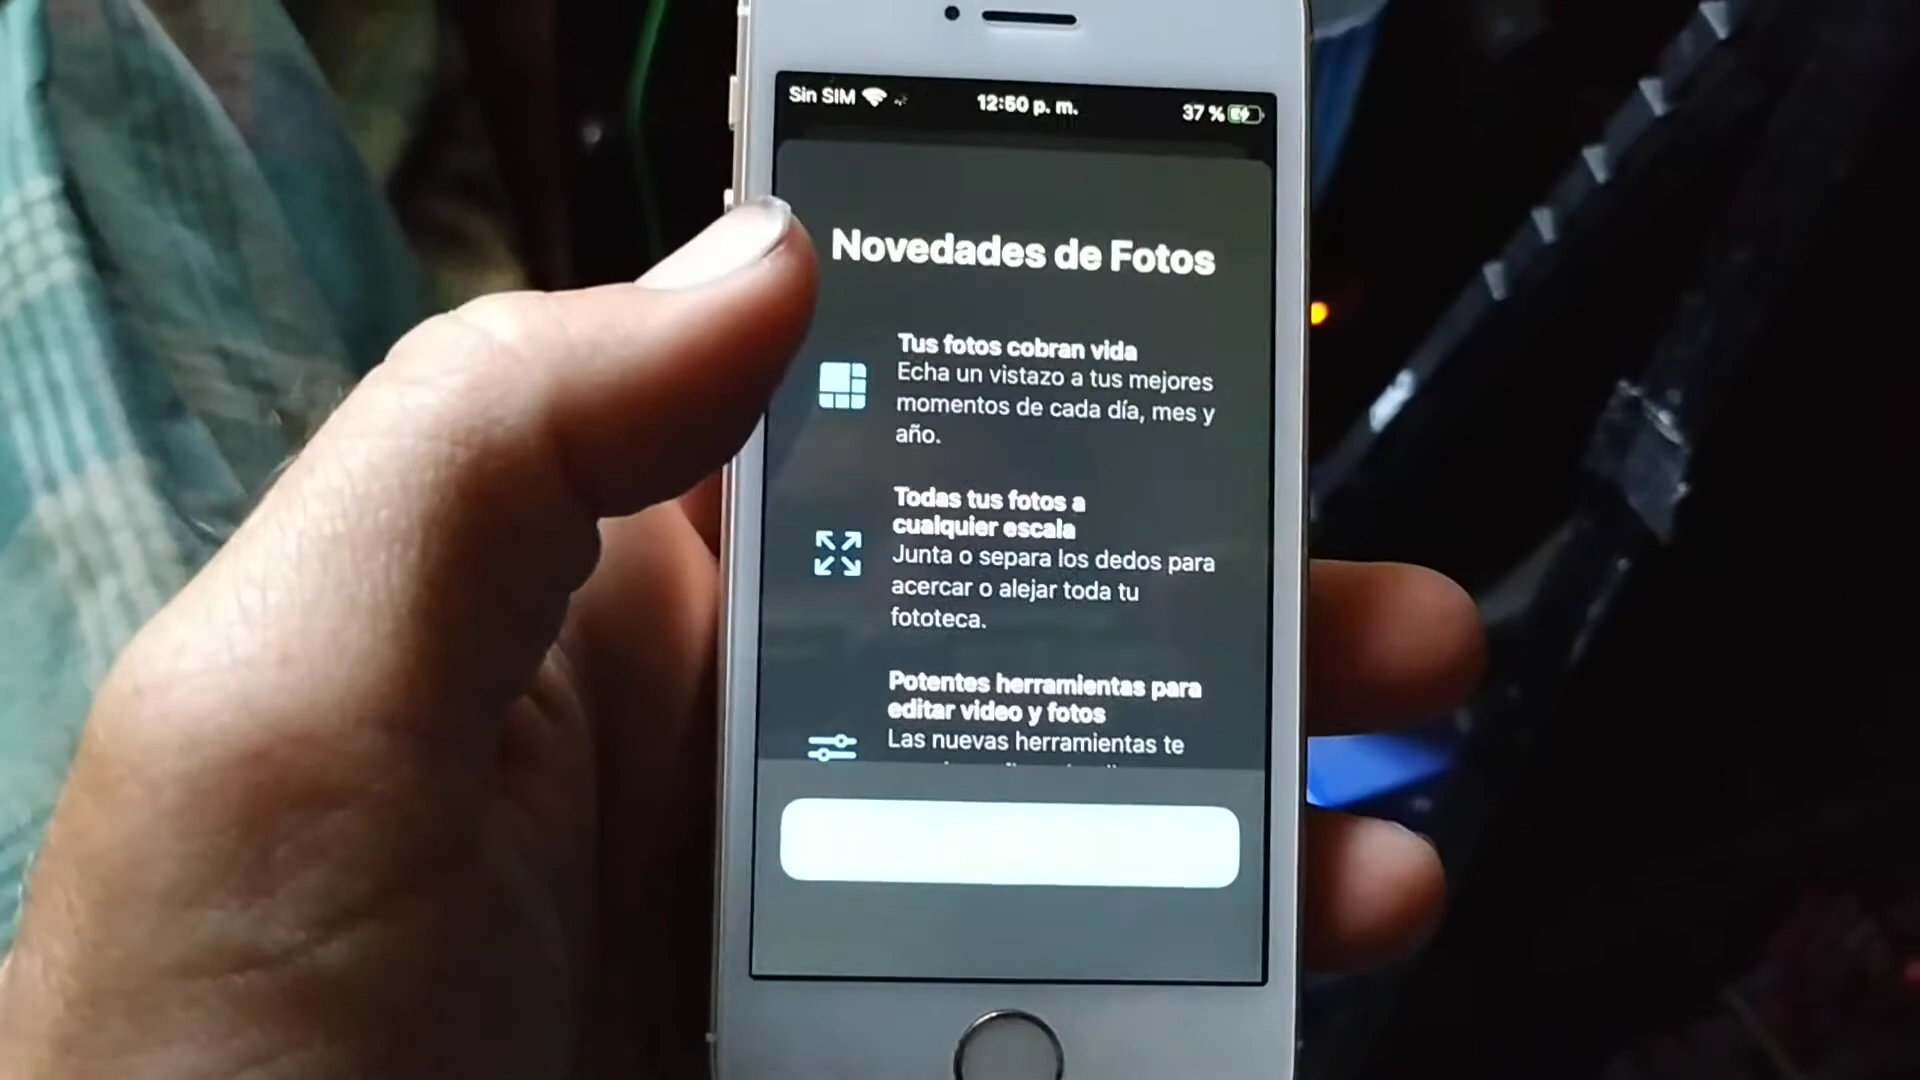 Sin SIM
12:50 p. m.
37 %
Novedades de Fotos
Tus fotos cobran vida
Echa un vistazo a tus mejores
momentos de cada día, mes y
año.
Todas tus fotos a
cualquier escala
Junta o separa los dedos para
acercar o alejar toda tu
fototeca.
Potentes herramientas para
editar video y fotos
Las nuevas herramientas te